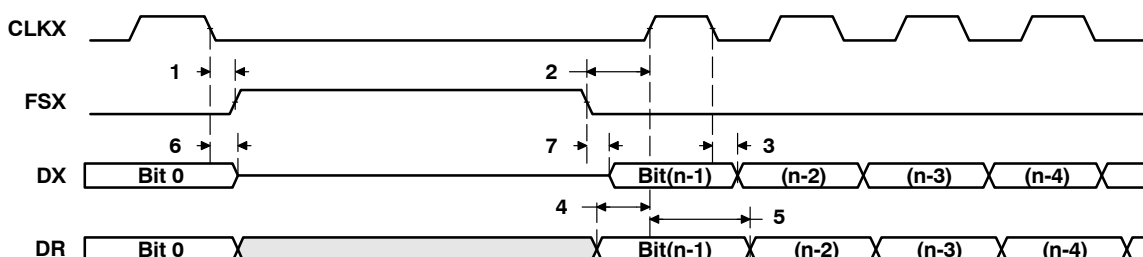 CLKX
1 2
FSX
6 7 3
DX Bit 0 Bit(n-1) (n-2) (n-3) (n-4)
4 5
DR Bit 0 Bit(n-1) (n-2) (n-3) (n-4)